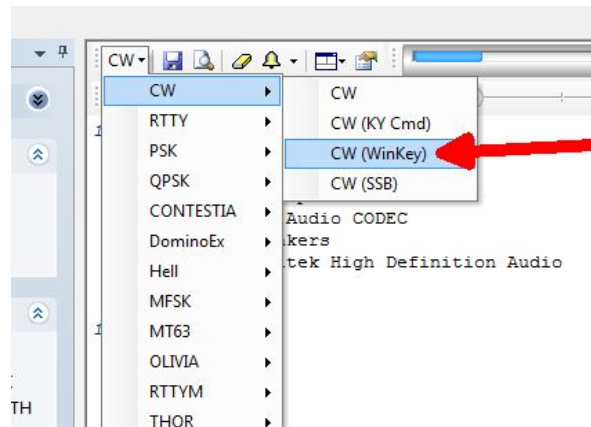 CW
CW
CW
RTTY
CW (KY Cmd)
PSK
CW (WinKey)
QPSK
CW (SSB)
CONTESTIA
Audio CODEC
DominoEx
kers
Hell
tek High Definition Audio
MFSK
MT63
OLIVIA
RTTYM
TH
THOR